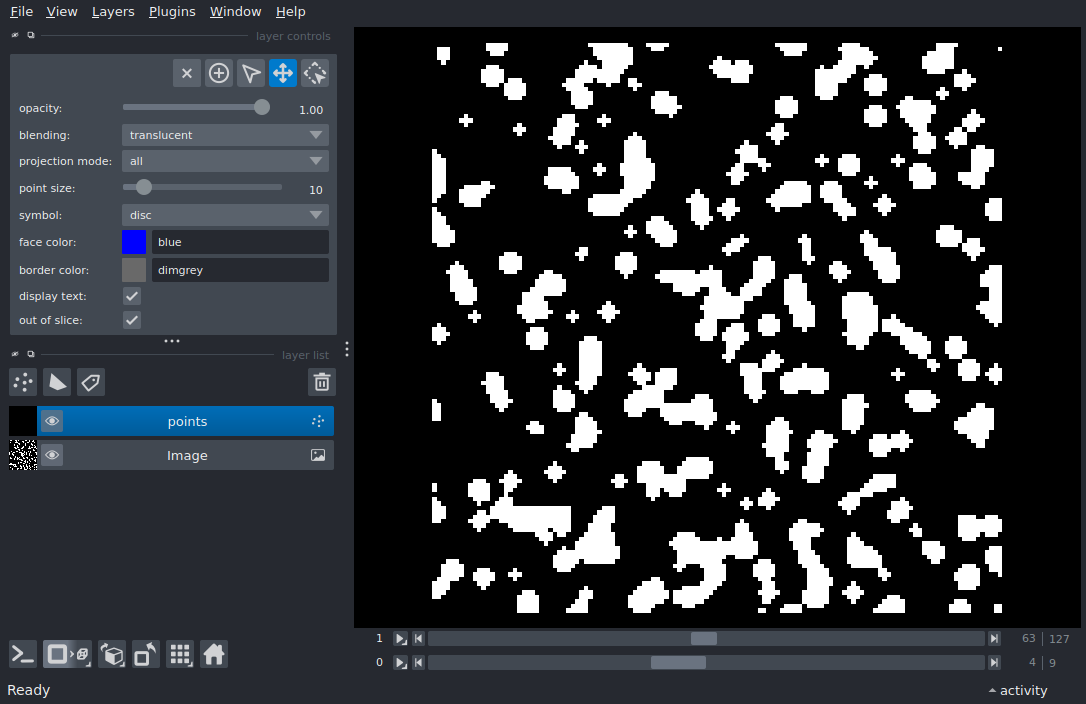 File View Layers Plugins Window Help
layer controls
opacity: 1.00
blending: translucent
projection mode: all
point size: 10
symbol: disc
face color: blue
border color: dimgrey
display text:
out of slice:
layer list
points
Image
1 63 127
0 4 9
Ready activity